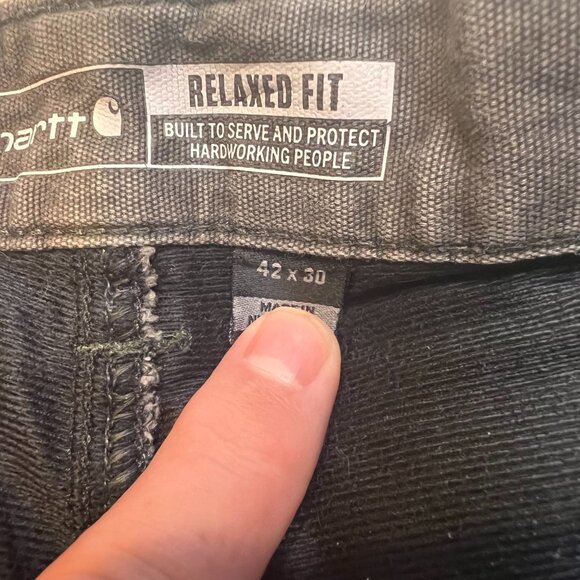 RELAXED FIT
BUILT TO SERVE AND PROTECT
HARDWORKING PEOPLE
42 x 30